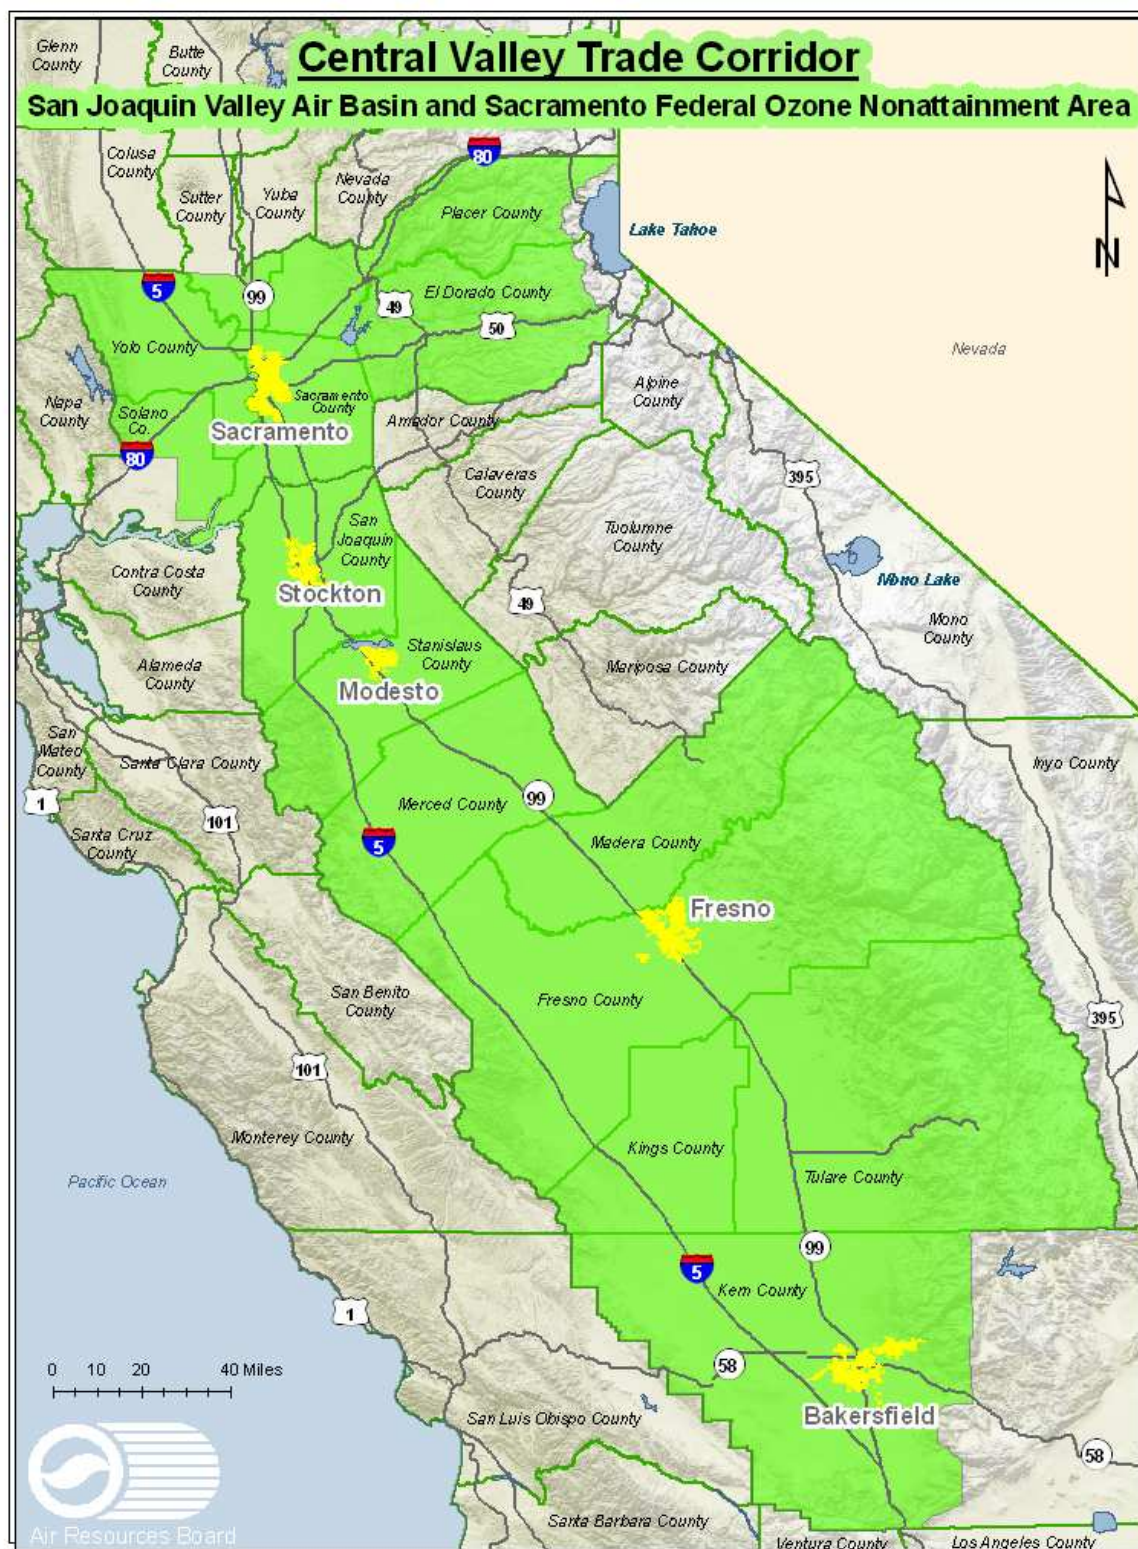 Central Valley Trade Corridor
San Joaquin Valley Air Basin and Sacramento Federal Ozone Nonattainment Area
Glenn
County
Butte
County
Colusa
County
Sutter
County
Yuba
County
Nevada
County
80
Placer County
Lake Tahoe
N
5
99
49
El Dorado County
50
Yolo County
Nevada
Napa
County
Solano
Co.
Sacramento
County
Sacramento
Amador County
Alpine
County
80
Calaveras
County
395
San
Joaquin
County
Tuolumne
County
Contra Costa
County
Stockton
Mono Lake
49
Mono
County
Stanislaus
County
Alameda
County
Modesto
Mariposa County
San
Mateo
County
Santa Clara County
Inyo County
1
101
Merced County
99
Santa Cruz
County
5
Madera County
Fresno
San Benito
County
Fresno County
395
101
Monterey County
Kings County
Pacific Ocean
Tulare County
99
5
Kern County
1
0 10 20 40 Miles
58
San Luis Obispo County
Bakersfield
58
Air Resources Board
Santa Barbara County
Ventura County
Los Angeles County